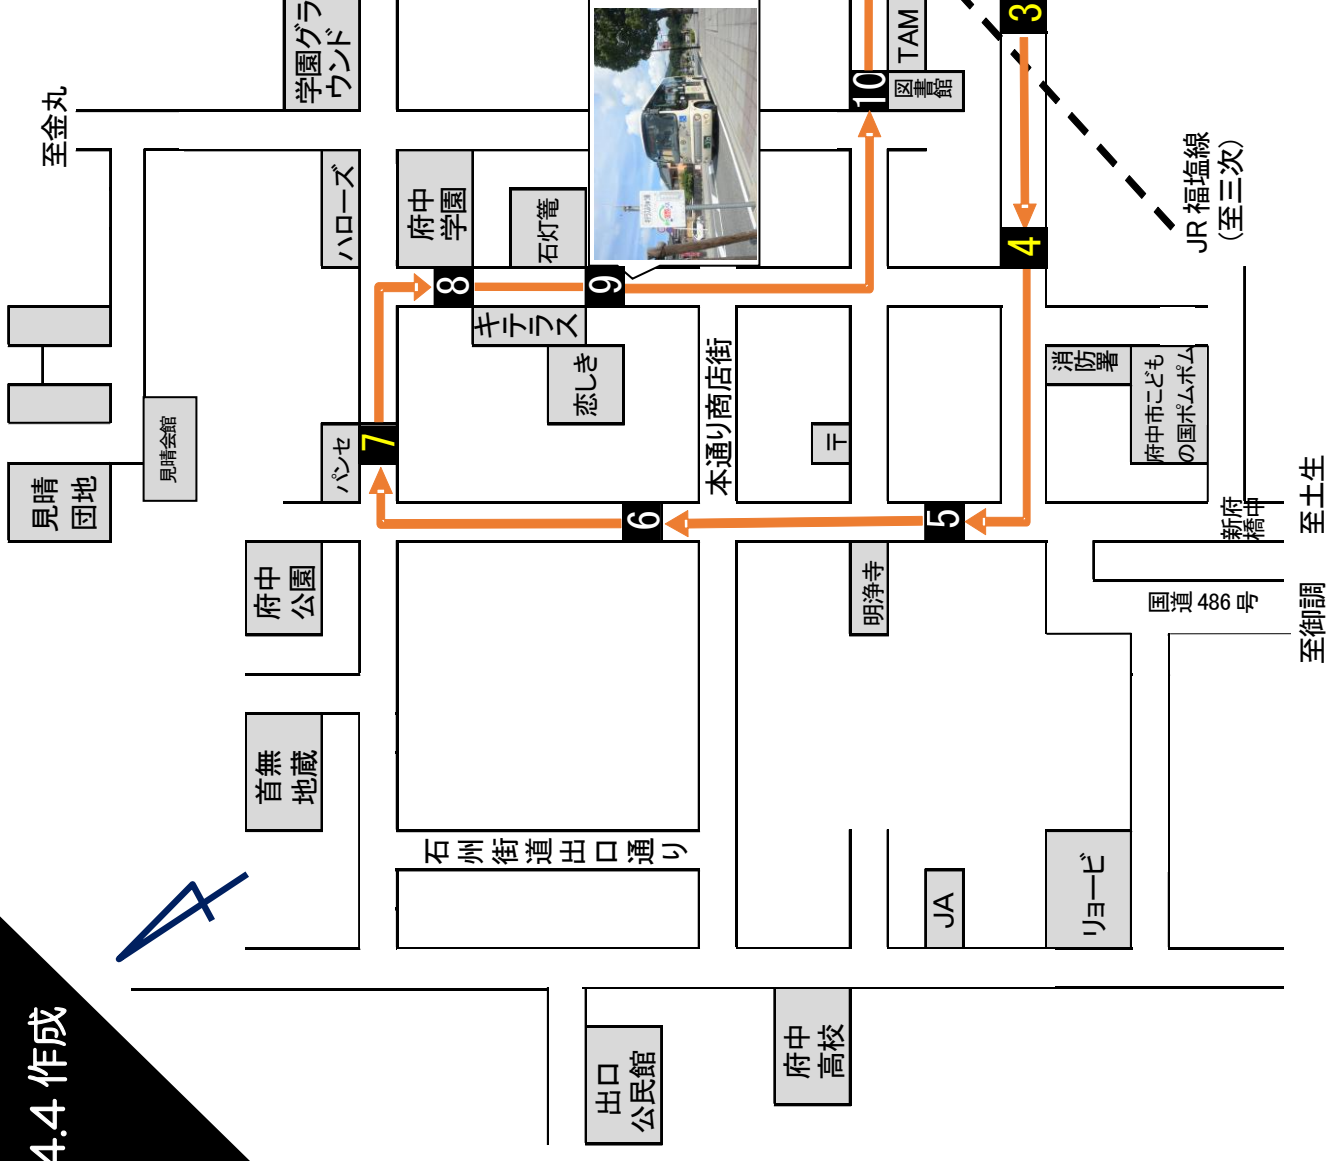 4.4 作成
至金丸
学園グラ
ウンド
見晴
団地
見晴会館
ハローズ
パンセ
府中
公園
首無
地蔵
府中
学園
石灯篭
キテラス
恋しき
本通り商店街
〒
石州街道出口通り
明浄寺
TAM
図書館
消防署
府中市こども
の国ポムポム
JR 福塩線
(至三次)
新府
中橋
国道 486 号
至土生
至御調
JA
リョービ
府中
高校
出口
公民館
3
4
5
6
7
8
9
10